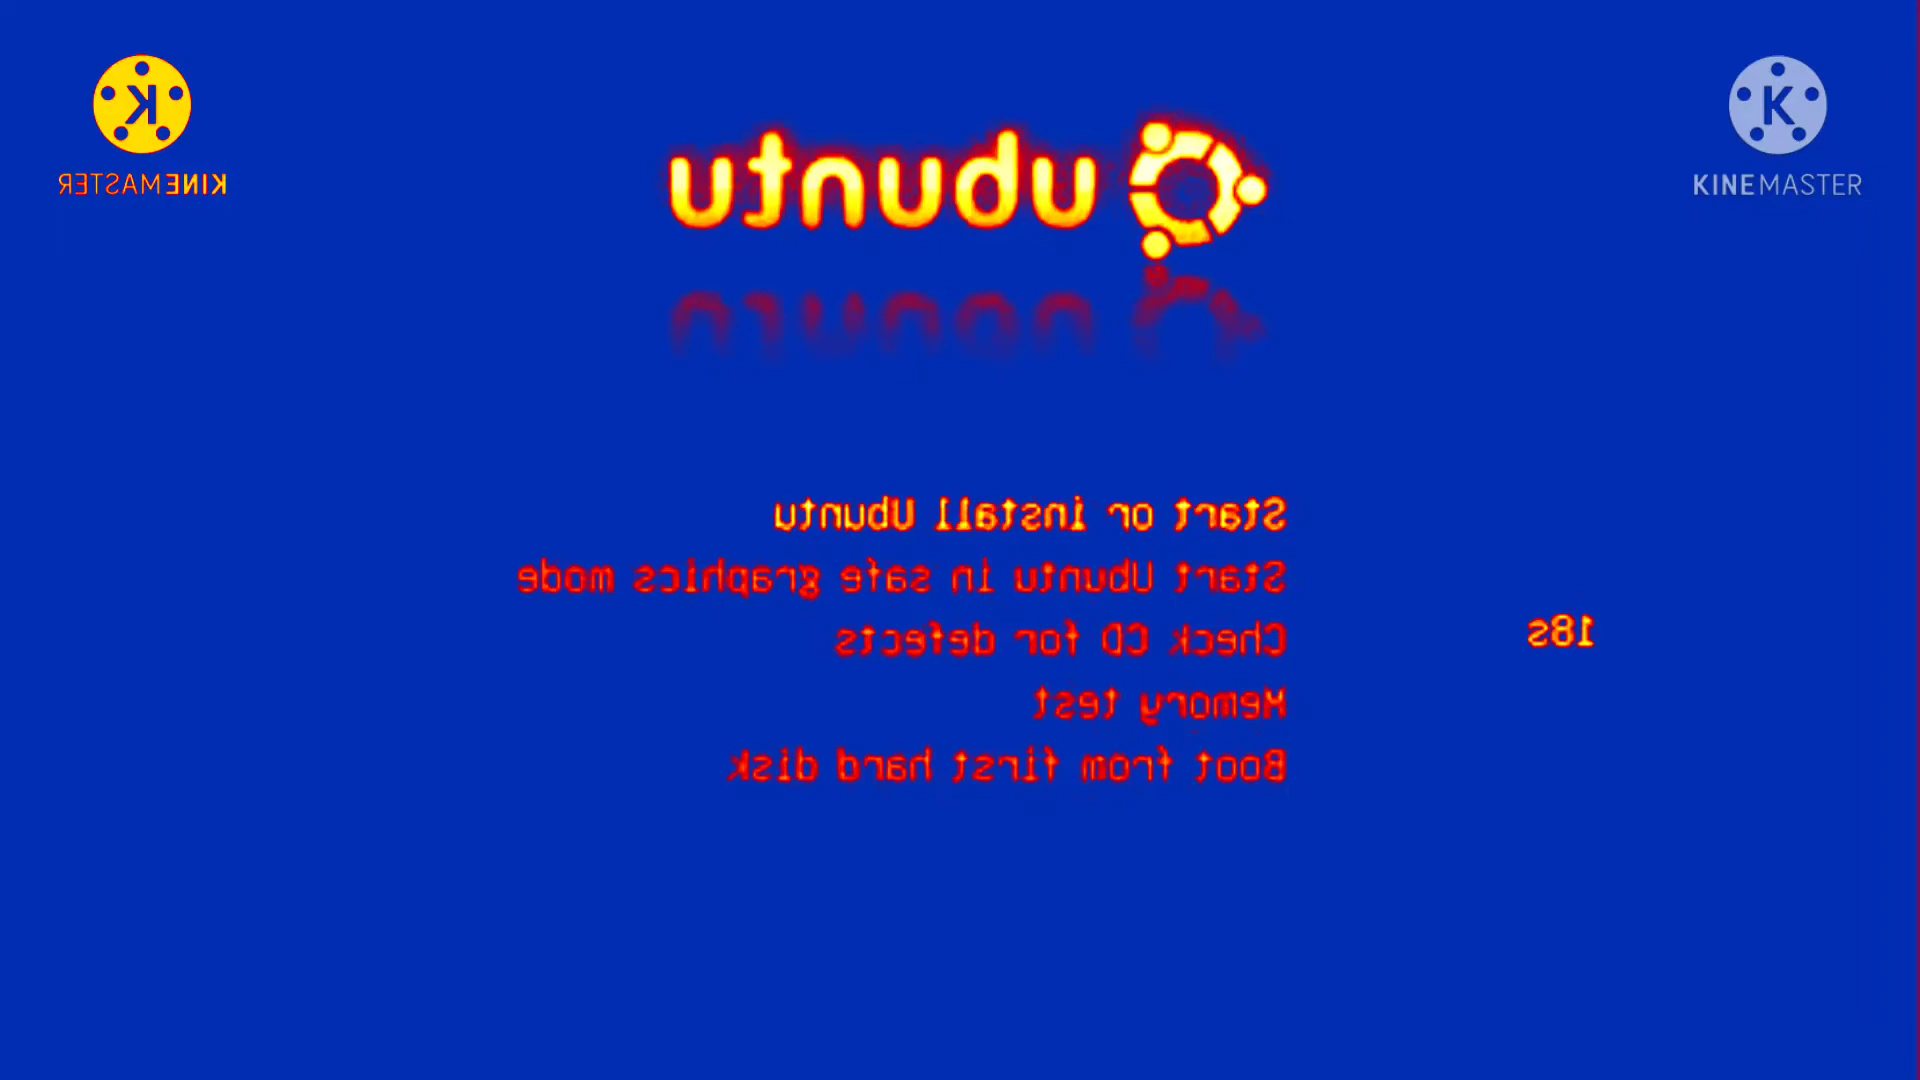 K
KINEMASTER
K
KINEMASTER
ubuntu
Start or install Ubuntu
Start Ubuntu in safe graphics mode
Check CD for defects
18s
Memory test
Boot from first hard disk